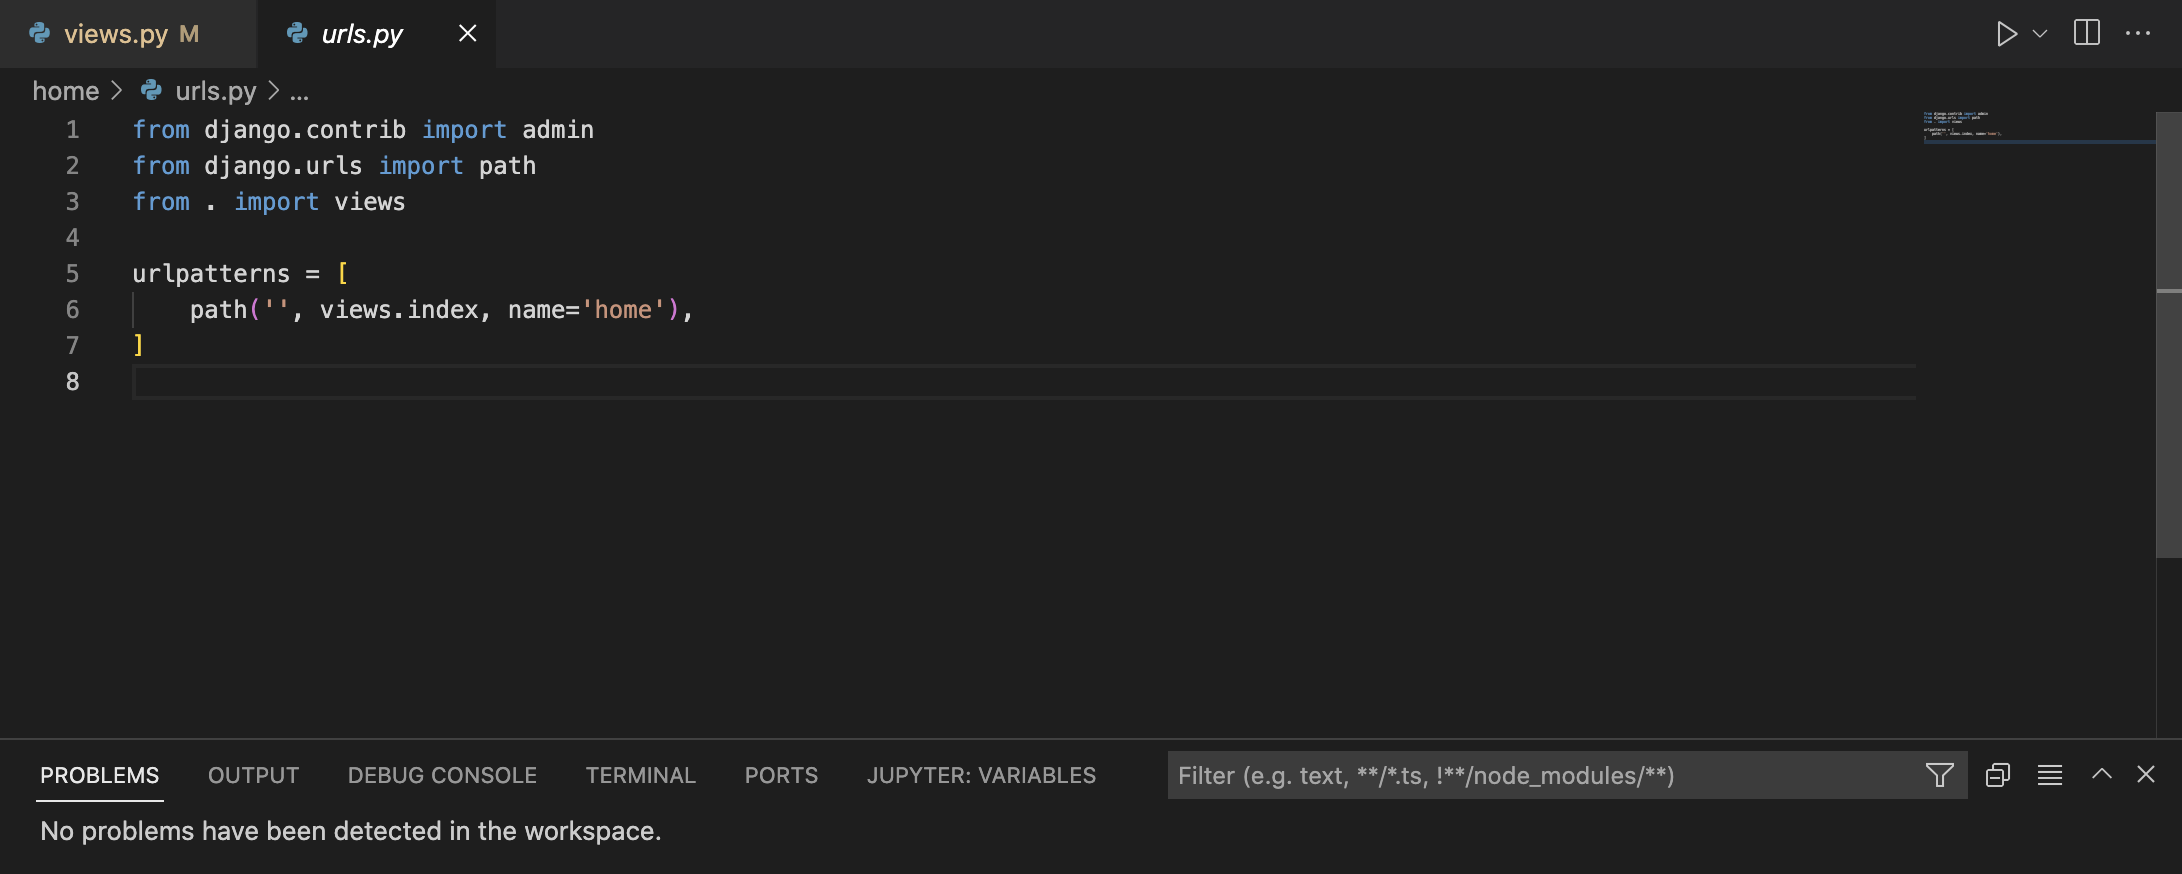 views.py M
urls.py
home > urls.py > ...
1 from django.contrib import admin
2 from django.urls import path
3 from . import views
4
5 urlpatterns = [
6     path('', views.index, name='home'),
7 ]
8
PROBLEMS OUTPUT DEBUG CONSOLE TERMINAL PORTS JUPYTER: VARIABLES Filter (e.g. text, **/*.ts, !**/node_modules/**)
No problems have been detected in the workspace.